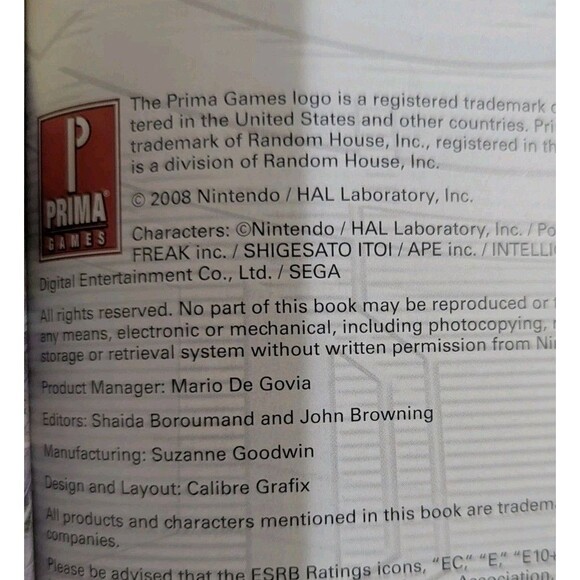 The Prima Games logo is a registered trademark
tered in the United States and other countries.
trademark of Random House, Inc., registered in
is a division of Random House, Inc.
P
PRIMA®
GAMES
© 2008 Nintendo / HAL Laboratory, Inc.
Characters: ©Nintendo / HAL Laboratory, Inc. /
FREAK inc. / SHIGESATO ITOI / APE inc. /
Digital Entertainment Co., Ltd. / SEGA
All rights reserved. No part of this book may be reproduced or
any means, electronic or mechanical, including photocopying,
storage or retrieval system without written permission from
Product Manager: Mario De Govia
Editors: Shaida Boroumand and John Browning
Manufacturing: Suzanne Goodwin
Design and Layout: Calibre Grafix
All products and characters mentioned in this book are
companies.
Please be advised that the ESRB Ratings icons, "EC," "E," "E10+
Association,